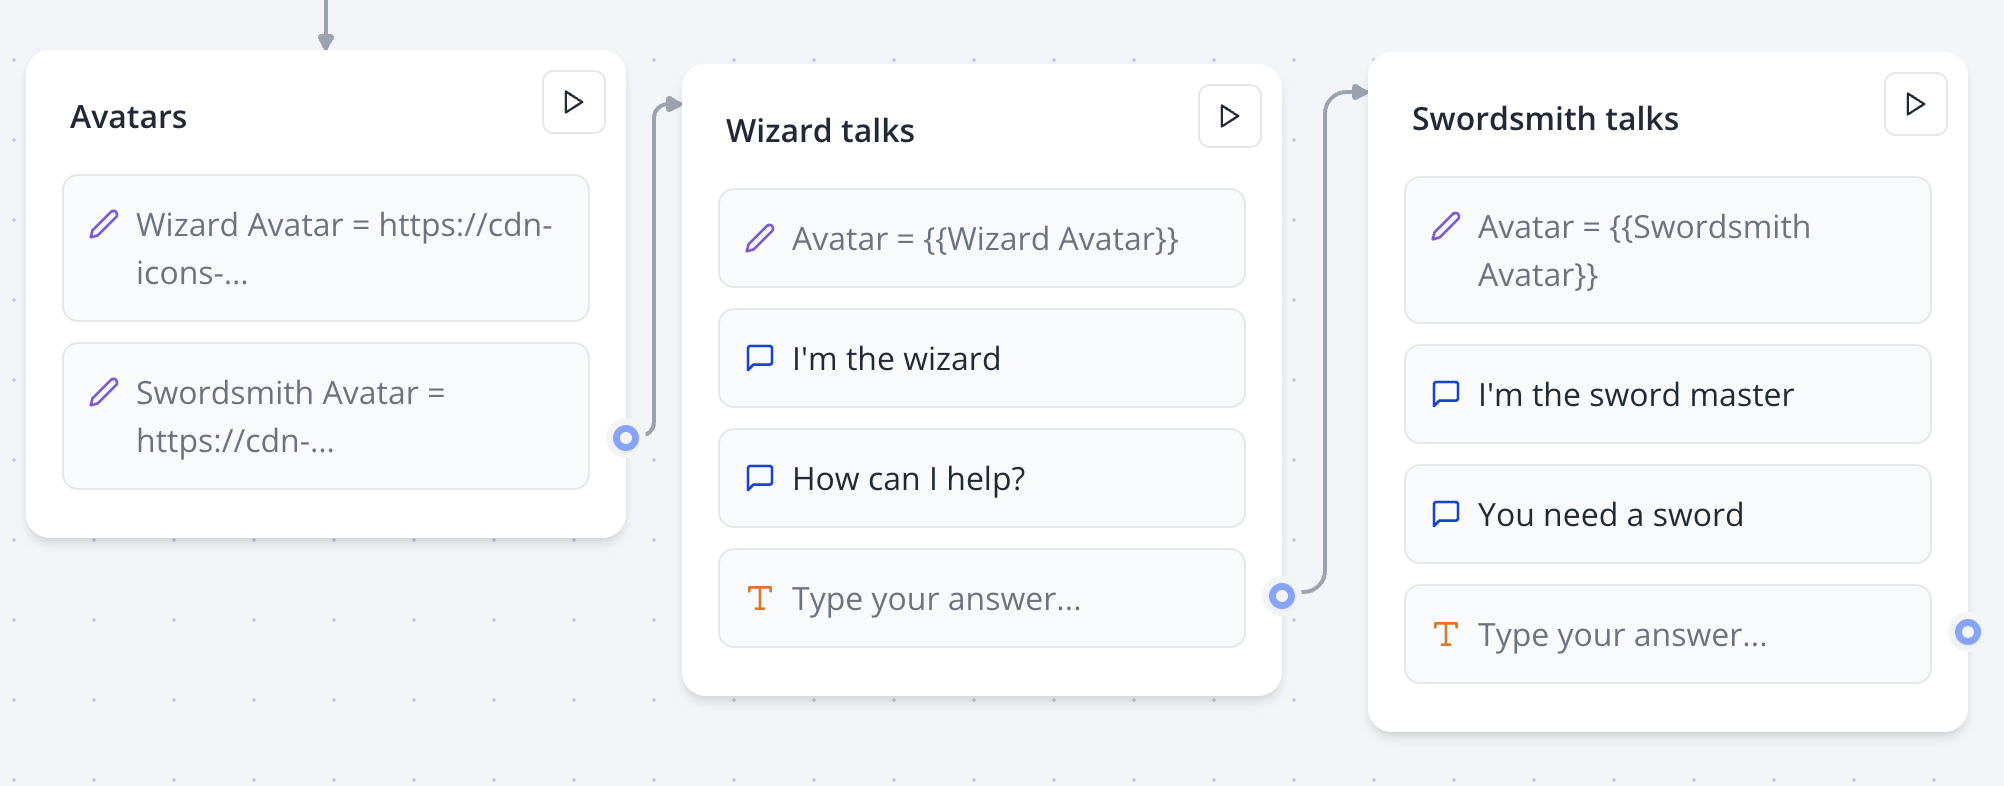 Avatars
Wizard Avatar = https://cdn-
icons-...
Swordsmith Avatar =
https://cdn-...
Wizard talks
Avatar = {{Wizard Avatar}}
I'm the wizard
How can I help?
Type your answer...
Swordsmith talks
Avatar = {{Swordsmith
Avatar}}
I'm the sword master
You need a sword
Type your answer...